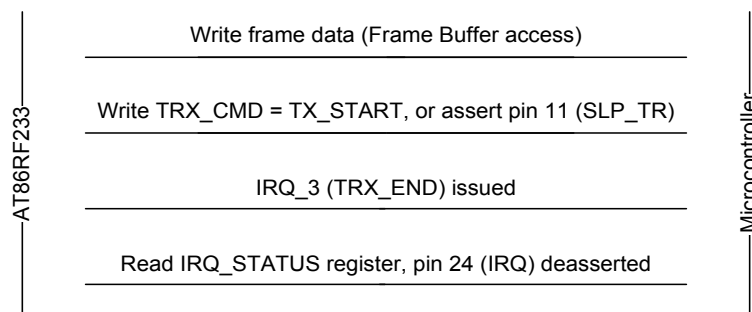 Write frame data (Frame Buffer access)
Write TRX_CMD = TX_START, or assert pin 11 (SLP_TR)
IRQ_3 (TRX_END) issued
Read IRQ_STATUS register, pin 24 (IRQ) deasserted
AT86RF233
Microcontroller